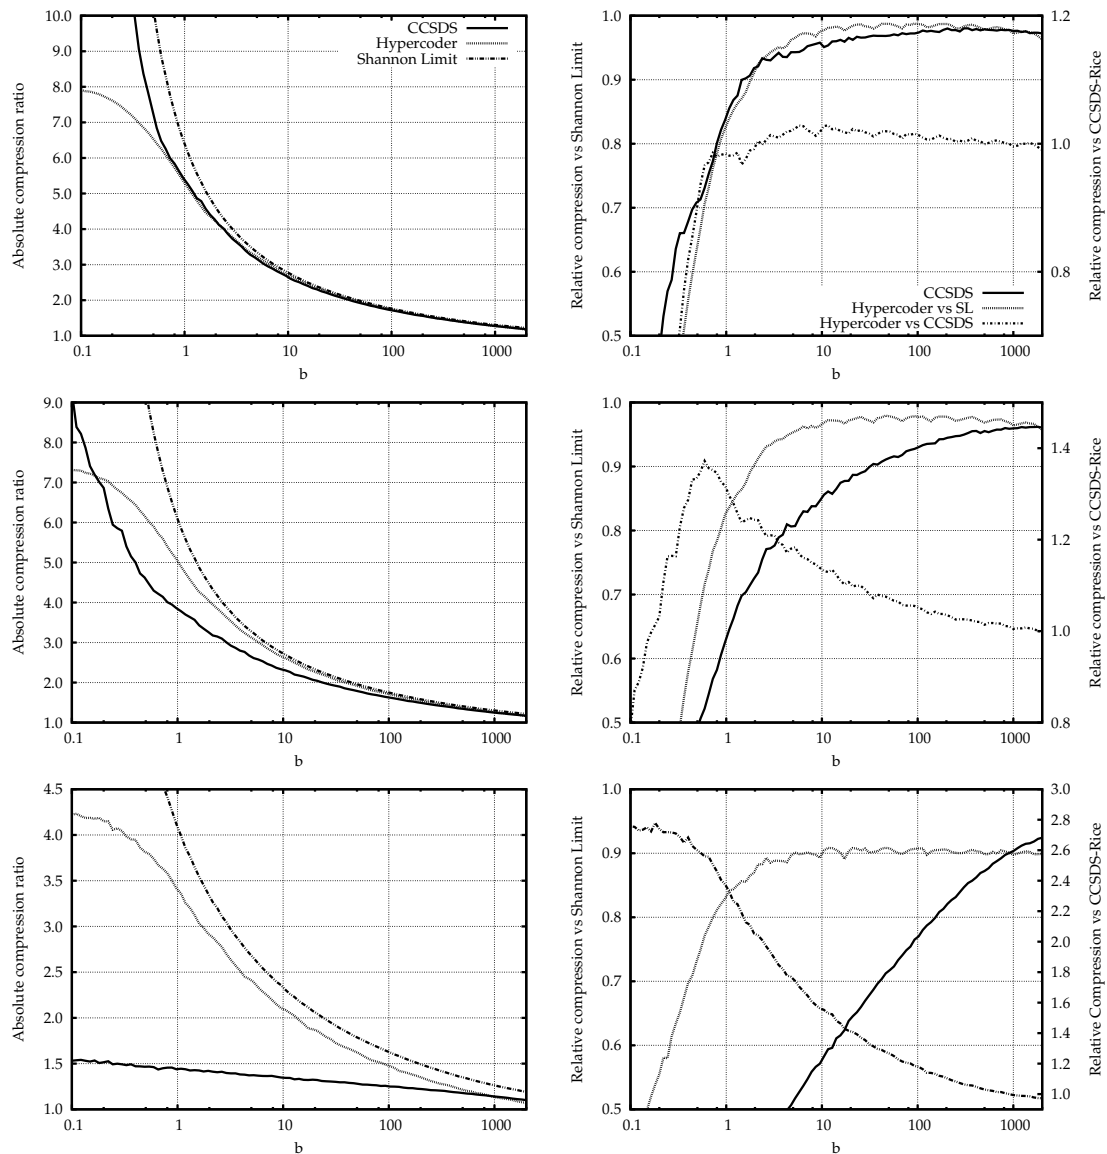 10.0
9.0
8.0
7.0
6.0
5.0
4.0
3.0
2.0
1.0
0.1 1 10 100 1000
b
Absolute compression ratio
CCSDS
Hypercoder
Shannon Limit
1.0
0.9
0.8
0.7
0.6
0.5
0.1 1 10 100 1000
b
Relative compression vs Shannon Limit
1.2
1.0
0.8
Relative compression vs CCSDS-Rice
CCSDS
Hypercoder vs SL
Hypercoder vs CCSDS
9.0
8.0
7.0
6.0
5.0
4.0
3.0
2.0
1.0
0.1 1 10 100 1000
b
Absolute compression ratio
1.0
0.9
0.8
0.7
0.6
0.5
0.1 1 10 100 1000
b
Relative compression vs Shannon Limit
1.4
1.2
1.0
0.8
Relative compression vs CCSDS-Rice
4.5
4.0
3.5
3.0
2.5
2.0
1.5
1.0
0.1 1 10 100 1000
b
Absolute compression ratio
1.0
0.9
0.8
0.7
0.6
0.5
0.1 1 10 100 1000
b
Relative compression vs Shannon Limit
3.0
2.8
2.6
2.4
2.2
2.0
1.8
1.6
1.4
1.2
1.0
Relative Compression vs CCSDS-Rice